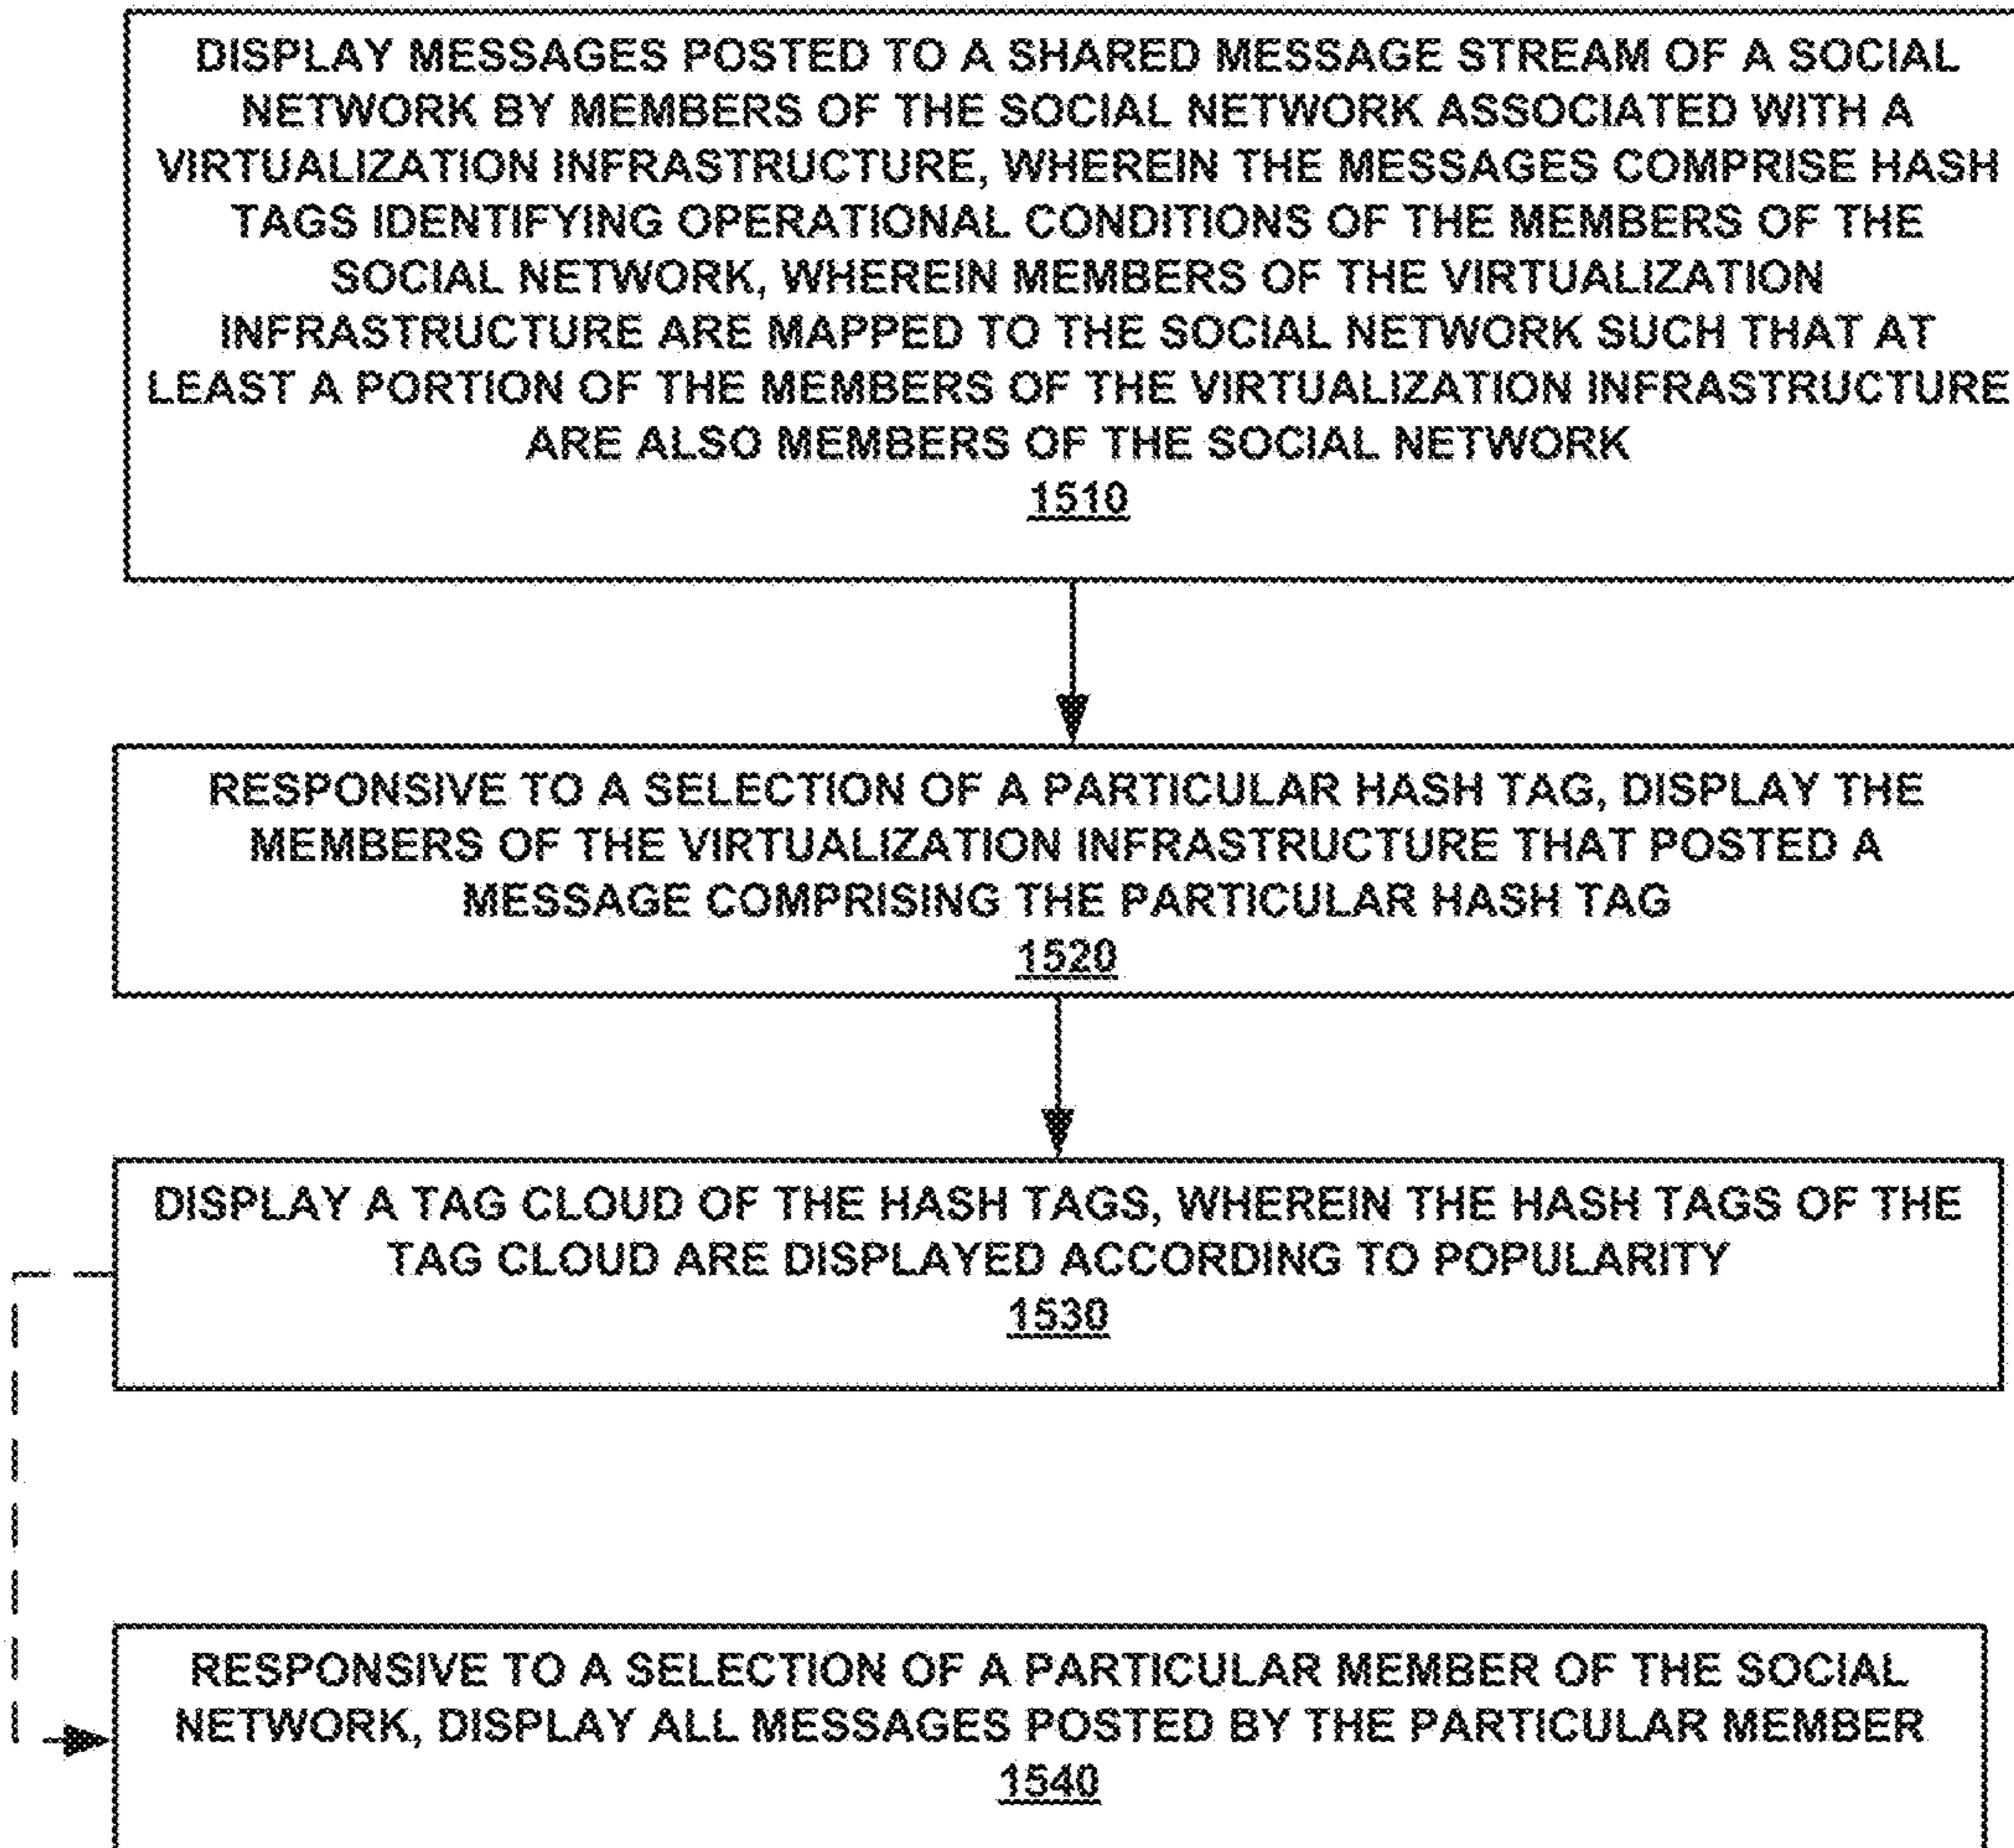 DISPLAY MESSAGES POSTED TO A SHARED MESSAGE STREAM OF A SOCIAL
NETWORK BY MEMBERS OF THE SOCIAL NETWORK ASSOCIATED WITH A
VIRTUALIZATION INFRASTRUCTURE, WHEREIN THE MESSAGES COMPRISE HASH
TAGS IDENTIFYING OPERATIONAL CONDITIONS OF THE MEMBERS OF THE
SOCIAL NETWORK, WHEREIN MEMBERS OF THE VIRTUALIZATION
INFRASTRUCTURE ARE MAPPED TO THE SOCIAL NETWORK SUCH THAT AT
LEAST A PORTION OF THE MEMBERS OF THE VIRTUALIZATION INFRASTRUCTURE
ARE ALSO MEMBERS OF THE SOCIAL NETWORK
1510
RESPONSIVE TO A SELECTION OF A PARTICULAR HASH TAG, DISPLAY THE
MEMBERS OF THE VIRTUALIZATION INFRASTRUCTURE THAT POSTED A
MESSAGE COMPRISING THE PARTICULAR HASH TAG
1520
DISPLAY A TAG CLOUD OF THE HASH TAGS, WHEREIN THE HASH TAGS OF THE
TAG CLOUD ARE DISPLAYED ACCORDING TO POPULARITY
1530
RESPONSIVE TO A SELECTION OF A PARTICULAR MEMBER OF THE SOCIAL
NETWORK, DISPLAY ALL MESSAGES POSTED BY THE PARTICULAR MEMBER
1540